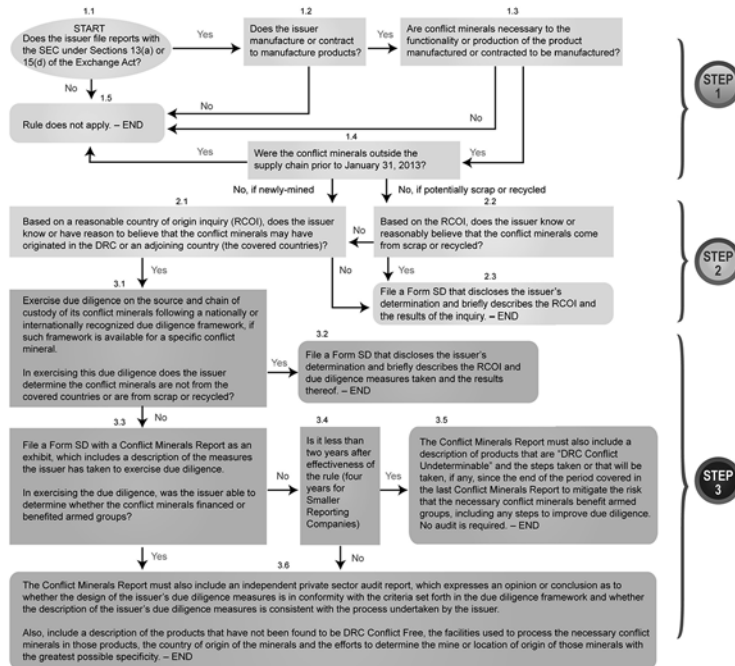 1.1
START
Does the issuer file reports with
the SEC under Sections 13(a) or
15(d) of the Exchange Act?
Yes
1.2
Does the issuer
manufacture or contract
to manufacture products?
Yes
1.3
Are conflict minerals necessary to the
functionality or production of the product
manufactured or contracted to be manufactured?
STEP
1
No
No
No
1.5
Rule does not apply. – END
Yes
1.4
Were the conflict minerals outside the
supply chain prior to January 31, 2013?
Yes
No, if newly-mined
No, if potentially scrap or recycled
2.1
Based on a reasonable country of origin inquiry (RCOI), does the issuer
know or have reason to believe that the conflict minerals may have
originated in the DRC or an adjoining country (the covered countries)?
No
2.2
Based on the RCOI, does the issuer know or
reasonably believe that the conflict minerals come
from scrap or recycled?
STEP
2
Yes
No
Yes
2.3
File a Form SD that discloses the issuer's
determination and briefly describes the RCOI and
the results of the inquiry. – END
3.1
Exercise due diligence on the source and chain of
custody of its conflict minerals following a nationally or
internationally recognized due diligence framework, if
such framework is available for a specific conflict
mineral.
In exercising this due diligence does the issuer
determine the conflict minerals are not from the
covered countries or are from scrap or recycled?
Yes
3.2
File a Form SD that discloses the issuer's
determination and briefly describes the RCOI and
due diligence measures taken and the results
thereof. – END
No
3.3
File a Form SD with a Conflict Minerals Report as an
exhibit, which includes a description of the measures
the issuer has taken to exercise due diligence.
In exercising the due diligence, was the issuer able to
determine whether the conflict minerals financed or
benefited armed groups?
No
3.4
Is it less than
two years after
effectiveness of
the rule (four
years for
Smaller
Reporting
Companies)
Yes
3.5
The Conflict Minerals Report must also include a
description of products that are "DRC Conflict
Undeterminable" and the steps taken or that will be
taken, if any, since the end of the period covered in
the last Conflict Minerals Report to mitigate the risk
that the necessary conflict minerals benefit armed
groups, including any steps to improve due diligence.
No audit is required. – END
STEP
3
Yes
No
3.6
The Conflict Minerals Report must also include an independent private sector audit report, which expresses an opinion or conclusion as to
whether the design of the issuer's due diligence measures is in conformity with the criteria set forth in the due diligence framework and whether
the description of the issuer's due diligence measures is consistent with the process undertaken by the issuer.
Also, include a description of the products that have not been found to be DRC Conflict Free, the facilities used to process the necessary conflict
minerals in those products, the country of origin of the minerals and the efforts to determine the mine or location of origin of those minerals with
the greatest possible specificity. – END